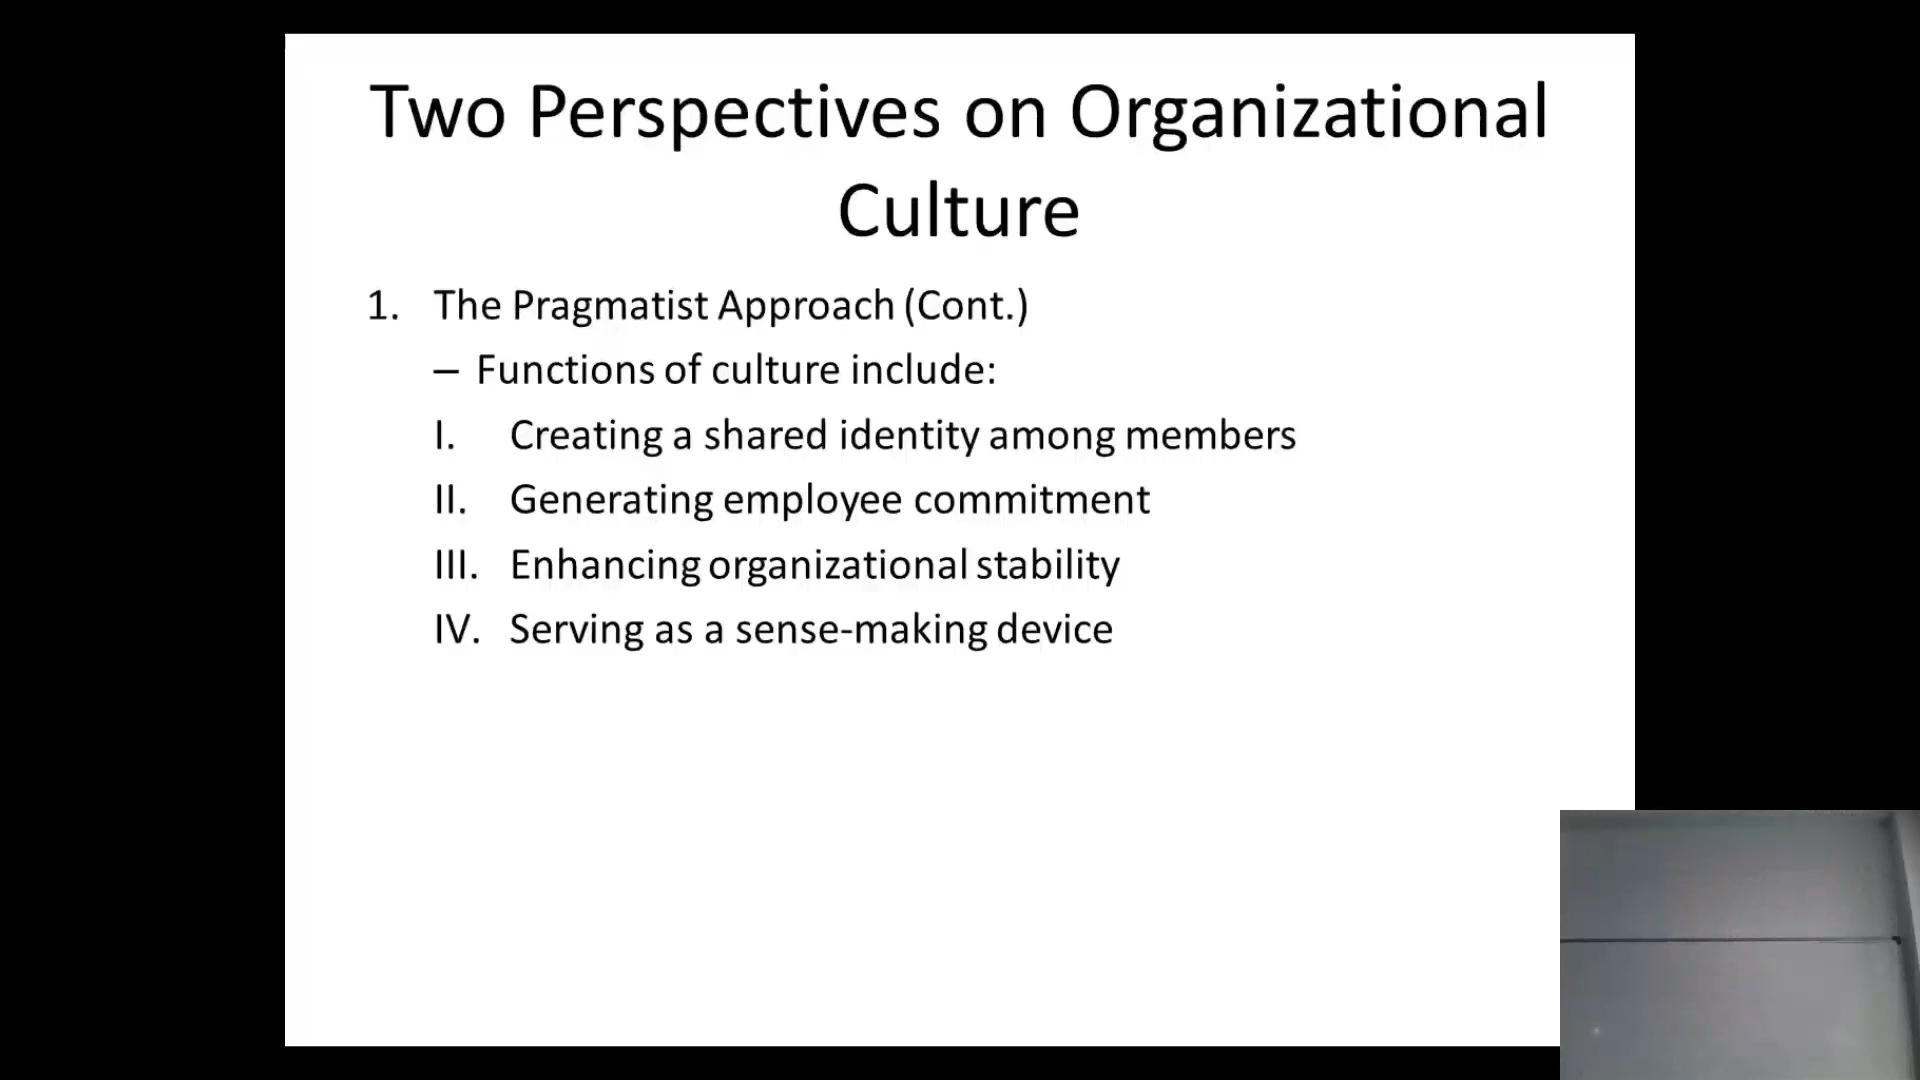 Two Perspectives on Organizational
Culture
1. The Pragmatist Approach (Cont.)
– Functions of culture include:
I. Creating a shared identity among members
II. Generating employee commitment
III. Enhancing organizational stability
IV. Serving as a sense-making device